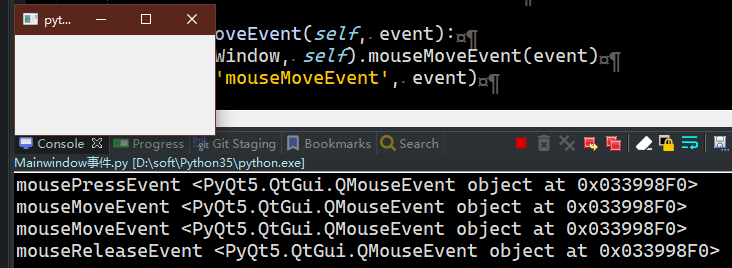 pyt...
oveEvent(self, event):
Window, self).mouseMoveEvent(event)
'mouseMoveEvent', event)
Console Progress Git Staging Bookmarks Search
Mainwindow事件.py [D:\soft\Python35\python.exe]
mousePressEvent <PyQt5.QtGui.QMouseEvent object at 0x033998F0>
mouseMoveEvent <PyQt5.QtGui.QMouseEvent object at 0x033998F0>
mouseMoveEvent <PyQt5.QtGui.QMouseEvent object at 0x033998F0>
mouseReleaseEvent <PyQt5.QtGui.QMouseEvent object at 0x033998F0>